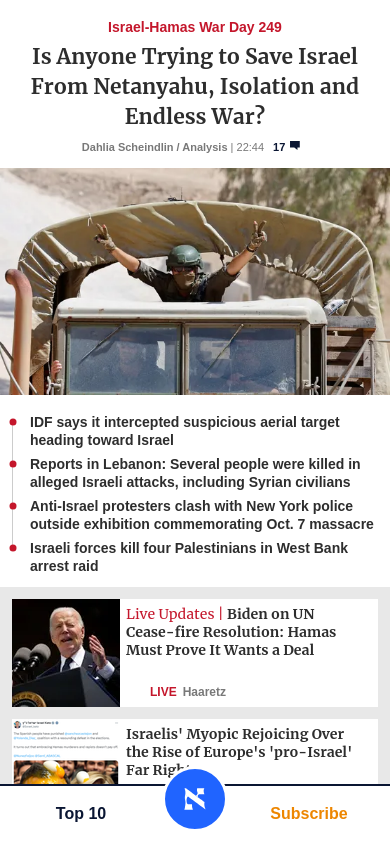 Israel-Hamas War Day 249
Is Anyone Trying to Save Israel
From Netanyahu, Isolation and
Endless War?
Dahlia Scheindlin / Analysis | 22:44 17
IDF says it intercepted suspicious aerial target
heading toward Israel
Reports in Lebanon: Several people were killed in
alleged Israeli attacks, including Syrian civilians
Anti-Israel protesters clash with New York police
outside exhibition commemorating Oct. 7 massacre
Israeli forces kill four Palestinians in West Bank
arrest raid
Live Updates | Biden on UN
Cease-fire Resolution: Hamas
Must Prove It Wants a Deal
LIVE Haaretz
Israelis' Myopic Rejoicing Over
the Rise of Europe's 'pro-Israel'
Far Right
Top 10
Subscribe